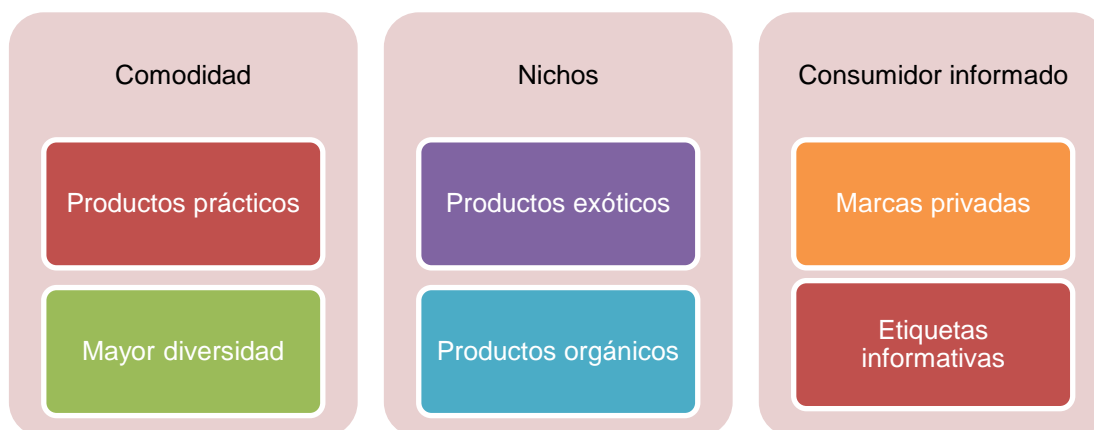 Comodidad
Productos prácticos
Mayor diversidad
Nichos
Productos exóticos
Productos orgánicos
Consumidor informado
Marcas privadas
Etiquetas
informativas